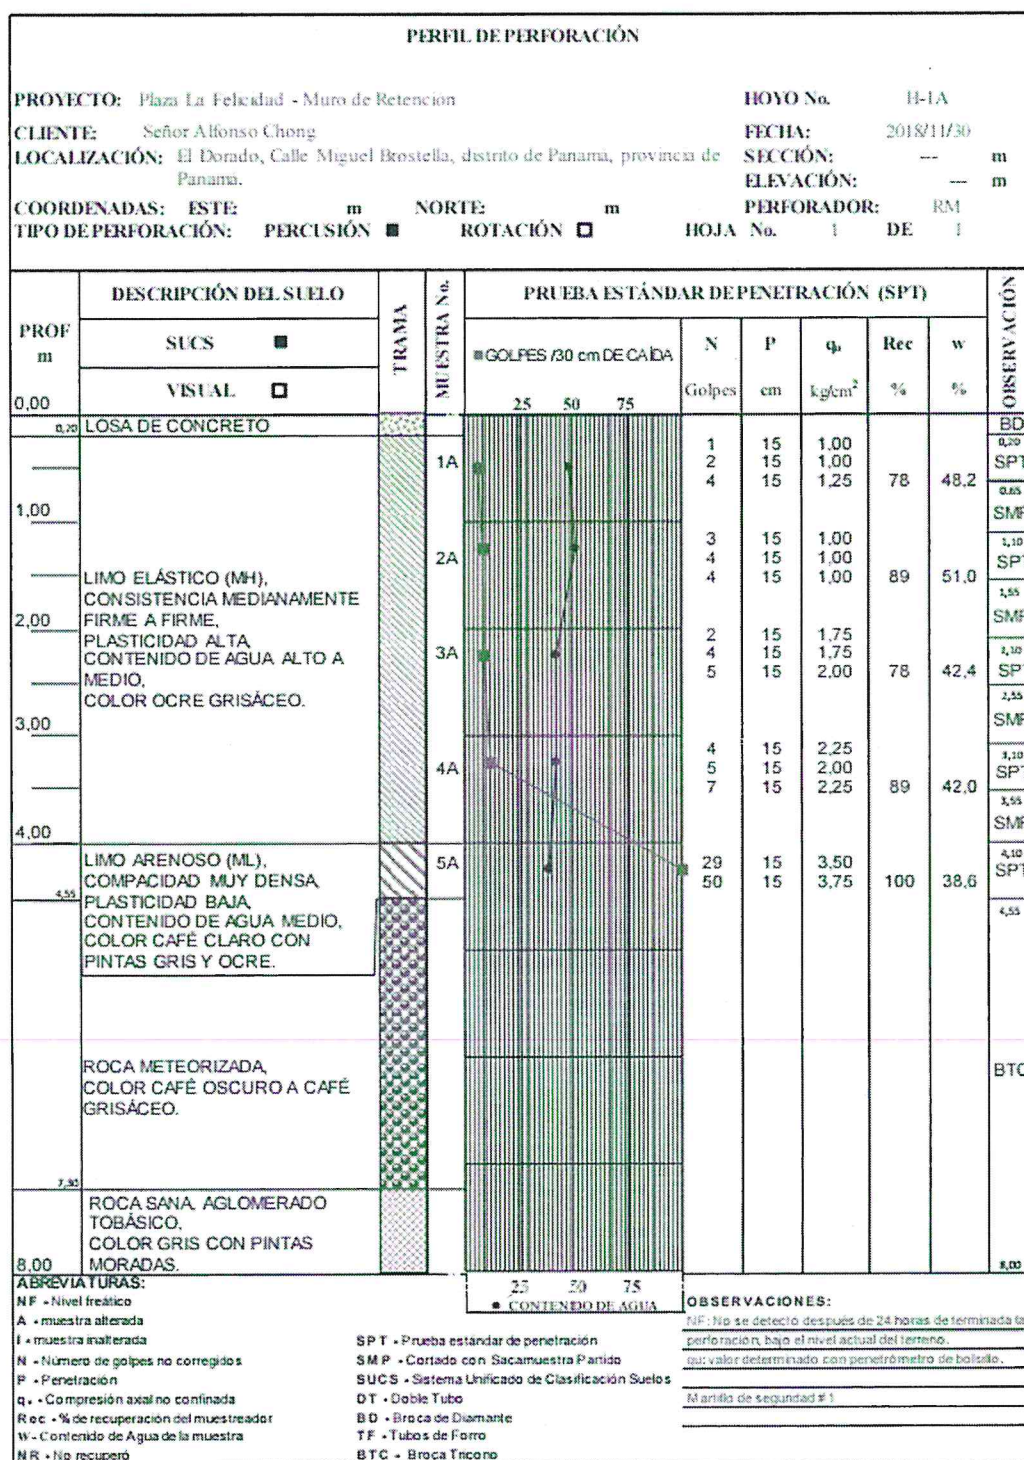 PERFIL DE PERFORACIÓN
PROYECTO: Plaza La Felicidad - Muro de Retención HOYO No. H-1A
CLIENTE: Señor Alfonso Chong FECHA: 2018/11/30
LOCALIZACIÓN: El Dorado, Calle Miguel Brostella, distrito de Panamá, provincia de SECCIÓN: --- m
Panamá. ELEVACIÓN: --- m
COORDENADAS: ESTE: m NORTE: m PERFORADOR: RM
TIPO DE PERFORACIÓN: PERCUSIÓN ■ ROTACIÓN □ HOJA No. 1 DE 1
PROF m
DESCRIPCIÓN DEL SUELO
SUCS ■
VISUAL □
TRAMA
MUESTRA No.
PRUEBA ESTÁNDAR DE PENETRACIÓN (SPT)
■ GOLPES /30 cm DE CAÍDA
25 50 75
N P qu Rec w
Golpes cm kg/cm² % %
OBSERVACIÓN
0,00
0,20 LOSA DE CONCRETO BD
0,20
1 15 1,00
1A 2 15 1,00 SPT
4 15 1,25 78 48,2
0,65
1,00 SMP
3 15 1,00 1,10
2A 4 15 1,00 SPT
4 15 1,00 89 51,0
1,55
LIMO ELÁSTICO (MH),
CONSISTENCIA MEDIANAMENTE
FIRME A FIRME,
PLASTICIDAD ALTA,
CONTENIDO DE AGUA ALTO A
MEDIO,
COLOR OCRE GRISÁCEO.
2,00 SMP
2 15 1,75 2,10
3A 4 15 1,75
5 15 2,00 78 42,4 SPT
2,55
3,00 SMP
4 15 2,25 3,10
4A 5 15 2,00 SPT
7 15 2,25 89 42,0
3,55
4,00 SMP
4,10
5A 29 15 3,50 SPT
50 15 3,75 100 38,6
4,55 4,55
LIMO ARENOSO (ML),
COMPACIDAD MUY DENSA,
PLASTICIDAD BAJA,
CONTENIDO DE AGUA MEDIO,
COLOR CAFÉ CLARO CON
PINTAS GRIS Y OCRE.
ROCA METEORIZADA,
COLOR CAFÉ OSCURO A CAFÉ
GRISÁCEO.
BTC
7,30
ROCA SANA, AGLOMERADO
TOBÁSICO,
COLOR GRIS CON PINTAS
MORADAS.
8,00 8,00
25 50 75
● CONTENIDO DE AGUA
ABREVIATURAS:
NF - Nivel freático
A - muestra alterada
I - muestra inalterada
N - Número de golpes no corregidos
P - Penetración
qu - Compresión axial no confinada
Rec - % de recuperación del muestreador
W - Contenido de Agua de la muestra
NR - No recuperó
SPT - Prueba estándar de penetración
SMP - Cortado con Sacamuestra Partido
SUCS - Sistema Unificado de Clasificación Suelos
DT - Doble Tubo
BD - Broca de Diamante
TF - Tubos de Forro
BTC - Broca Tricono
OBSERVACIONES:
NF: No se detectó después de 24 horas de terminada la
perforación, bajo el nivel actual del terreno.
qu: valor determinado con penetrómetro de bolsillo.
Martillo de seguridad # 1